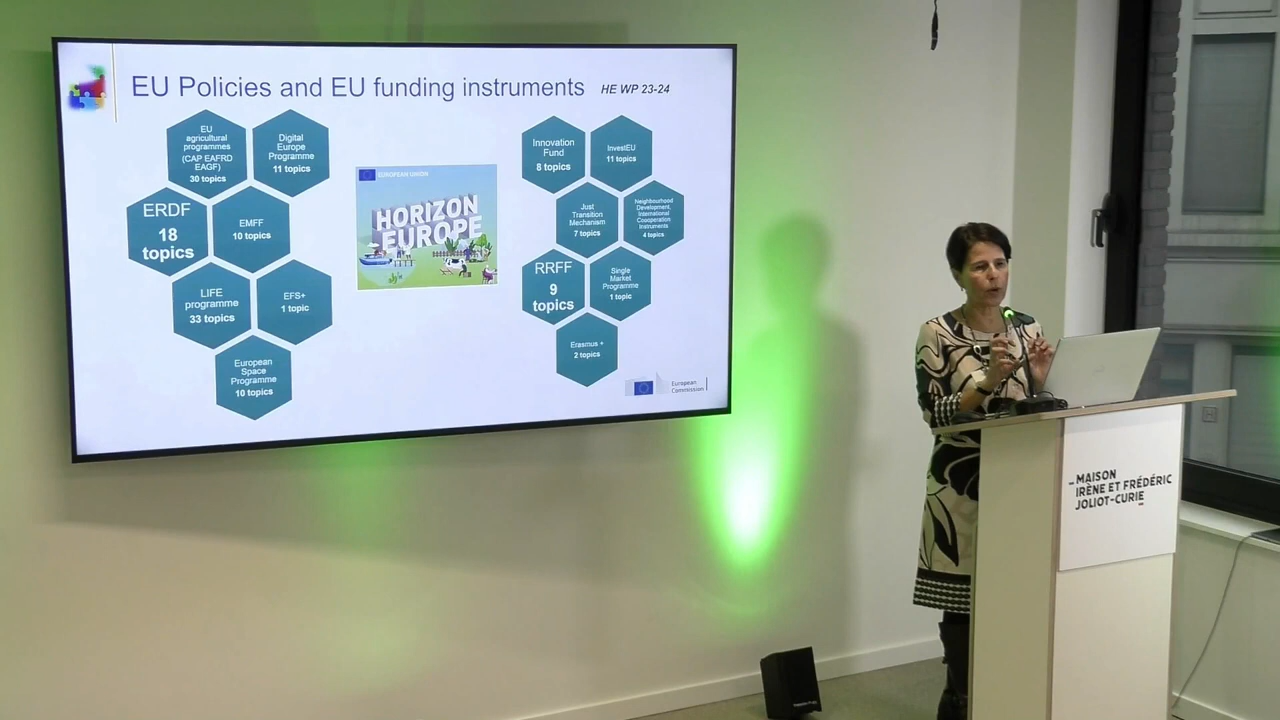 EU Policies and EU funding instruments HE WP 23-24
EU
agricultural
programmes
(CAP EAFRD
EAGF)
30 topics
Digital
Europe
Programme
11 topics
ERDF
18
topics
EMFF
10 topics
LIFE
programme
33 topics
EFS+
1 topic
European
Space
Programme
10 topics
EUROPEAN UNION
HORIZON
EUROPE
Innovation
Fund
8 topics
InvestEU
11 topics
Just
Transition
Mechanism
7 topics
Neighbourhood
Development,
International
Cooperation
Instruments
4 topics
RRFF
9
topics
Single
Market
Programme
1 topic
Erasmus +
2 topics
European
Commission
MAISON
IRÈNE ET FRÉDÉRIC
JOLIOT-CURIE